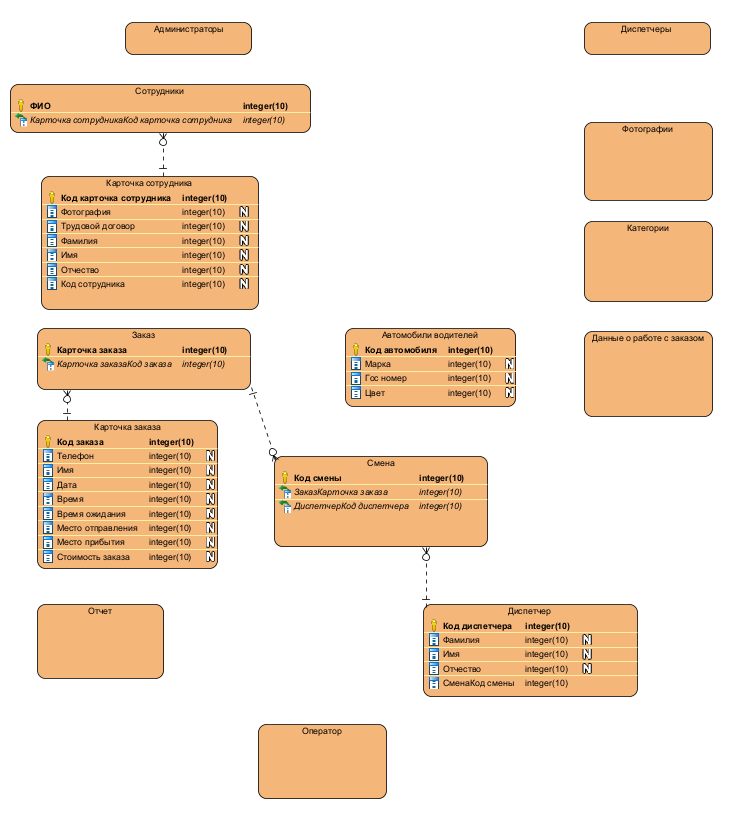 Администраторы
Диспетчеры
Сотрудники
ФИО integer(10)
Карточка сотрудникаКод карточка сотрудника integer(10)
Фотографии
Карточка сотрудника
Код карточка сотрудника integer(10)
Фотография integer(10) N
Трудовой договор integer(10) N
Фамилия integer(10) N
Имя integer(10) N
Отчество integer(10) N
Код сотрудника integer(10) N
Категории
Заказ
Карточка заказа integer(10)
Карточка заказаКод заказа integer(10)
Автомобили водителей
Код автомобиля integer(10)
Марка integer(10) N
Гос номер integer(10) N
Цвет integer(10) N
Данные о работе с заказом
Карточка заказа
Код заказа integer(10)
Телефон integer(10) N
Имя integer(10) N
Дата integer(10) N
Время integer(10) N
Время ожидания integer(10) N
Место отправления integer(10) N
Место прибытия integer(10) N
Стоимость заказа integer(10) N
Смена
Код смены integer(10)
ЗаказКарточка заказа integer(10)
ДиспетчерКод диспетчера integer(10)
Отчет
Диспетчер
Код диспетчера integer(10)
Фамилия integer(10) N
Имя integer(10) N
Отчество integer(10) N
СменаКод смены integer(10)
Оператор